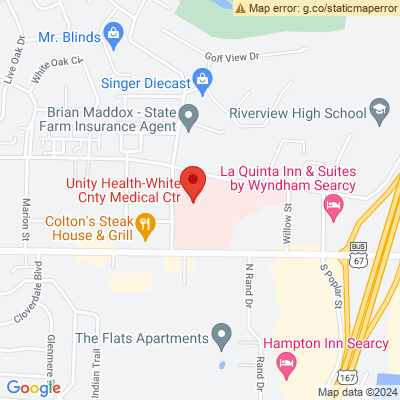 Map error: g.co/staticmaperror
Live Oak Dr
Mr. Blinds
White Oak Cir
Golf View Dr
Singer Diecast
Brian Maddox - State
Farm Insurance Agent
Riverview High School
Unity Health-White
Cnty Medical Ctr
La Quinta Inn & Suites
by Wyndham Searcy
Marion St
Colton's Steak
House & Grill
Willow St
BUS
67
Cloverdale Blvd
N Rand Dr
S Poplar St
The Flats Apartments
Hampton Inn Searcy
Glenmere
Indian Trail
Rand Dr
167
Google
Map data ©2024